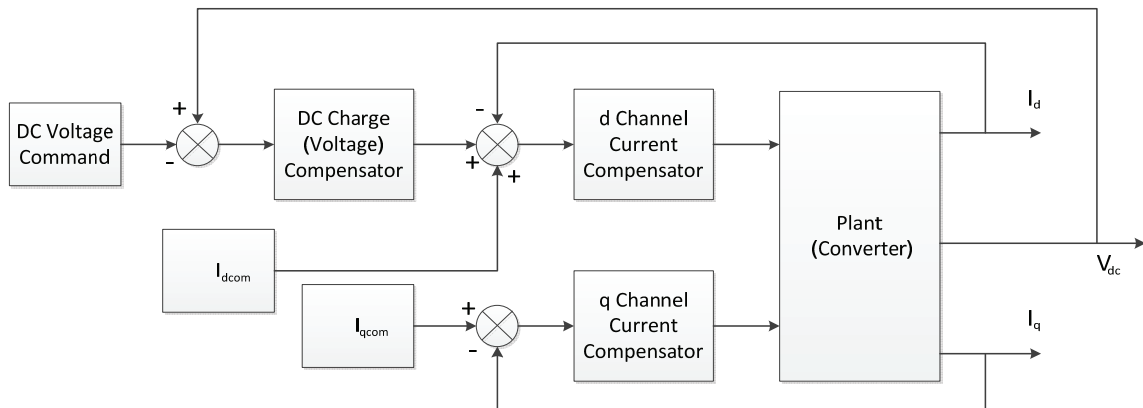 DC Voltage
Command
+
-
DC Charge
(Voltage)
Compensator
-
+
+
d Channel
Current
Compensator
Plant
(Converter)
I_d
V_dc
I_q
I_dcom
I_qcom
+
-
q Channel
Current
Compensator